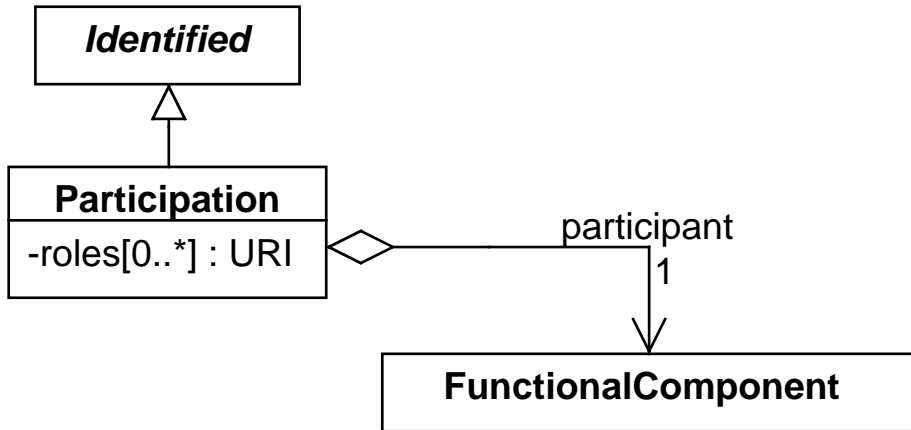 Identified
Participation
-roles[0..*] : URI
participant
1
FunctionalComponent